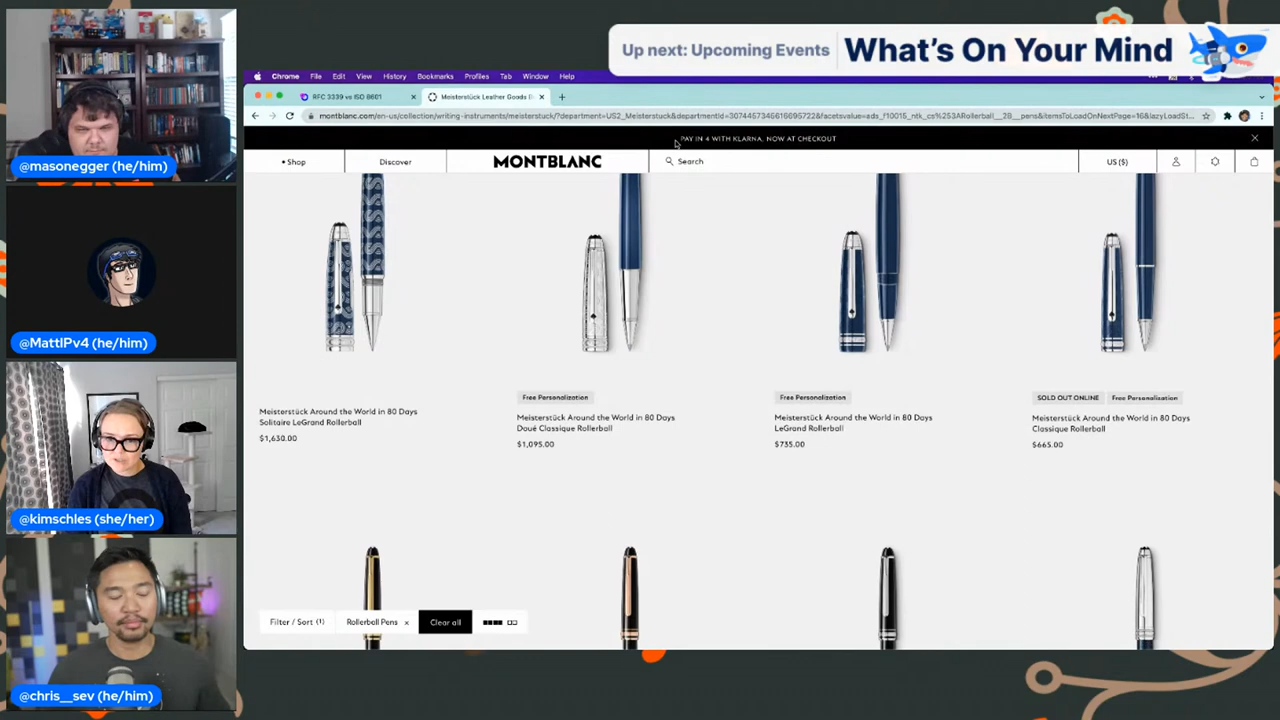 Up next: Upcoming Events
What's On Your Mind
@masonegger (he/him)
@MattIPv4 (he/him)
@kimschles (she/her)
@chris__sev (he/him)
Chrome File Edit View History Bookmarks Profiles Tab Window Help
RFC 3339 vs ISO 8601
Meisterstück Leather Goods (
PAY IN 4 WITH KLARNA, NOW AT CHECKOUT
• Shop Discover MONTBLANC Search US ($)
Meisterstück Around the World in 80 Days
Solitaire LeGrand Rollerball
$1,630.00
Free Personalization
Meisterstück Around the World in 80 Days
Doué Classique Rollerball
$1,095.00
Free Personalization
Meisterstück Around the World in 80 Days
LeGrand Rollerball
$735.00
SOLD OUT ONLINE Free Personalization
Meisterstück Around the World in 80 Days
Classique Rollerball
$665.00
Filter / Sort (1) Rollerball Pens × Clear all